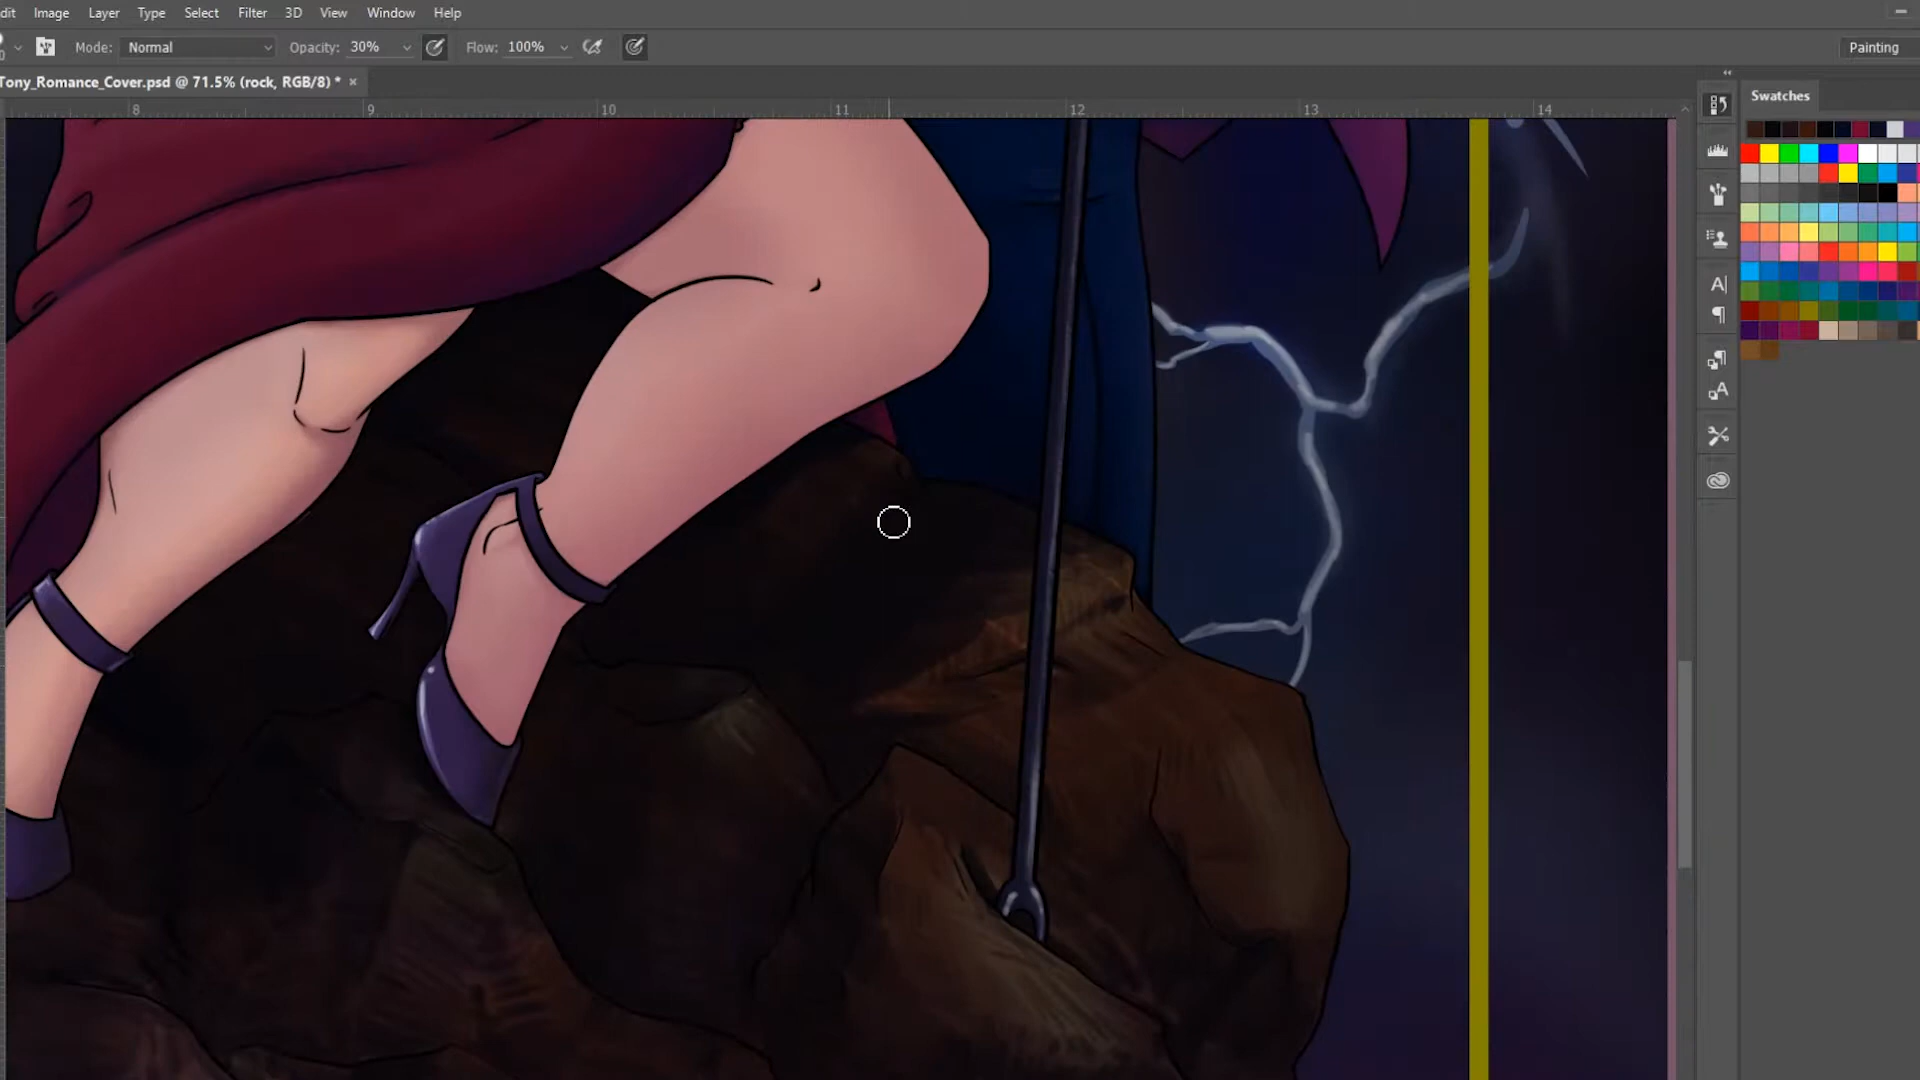 dit Image Layer Type Select Filter 3D View Window Help
0 Mode: Normal Opacity: 30% Flow: 100% Painting
Tony_Romance_Cover.psd @ 71.5% (rock, RGB/8) * ×
8 9 10 11 12 13 14
Swatches